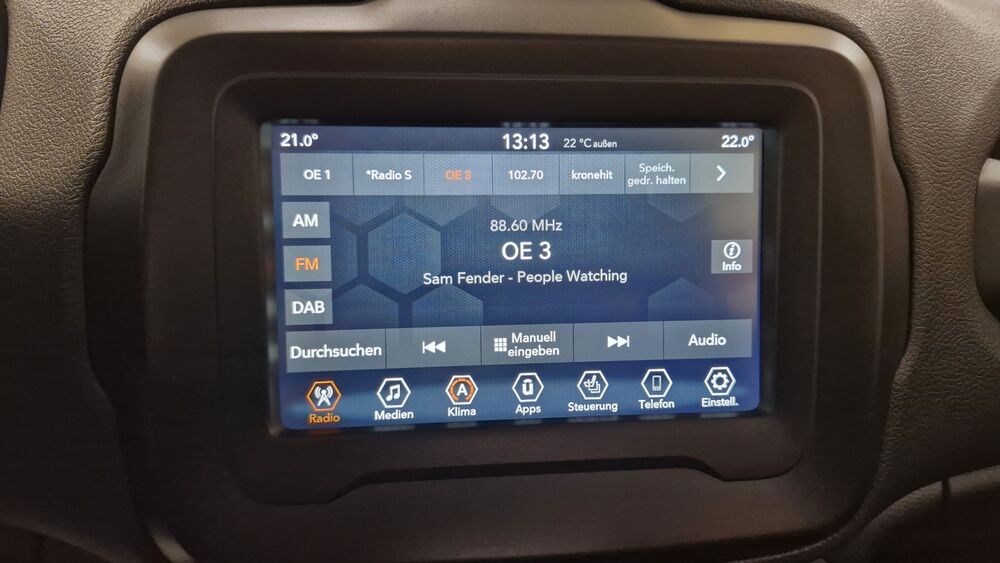 21.0° 13:13 22 °C außen 22.0°
OE 1 *Radio S OE 3 102.70 kronehit Speich. gedr. halten >
AM
FM
DAB
88.60 MHz
OE 3
Sam Fender - People Watching
i
Info
Durchsuchen
Manuell
eingeben
Audio
Radio
Medien
A
Klima
ū
Apps
Steuerung
Telefon
Einstell.